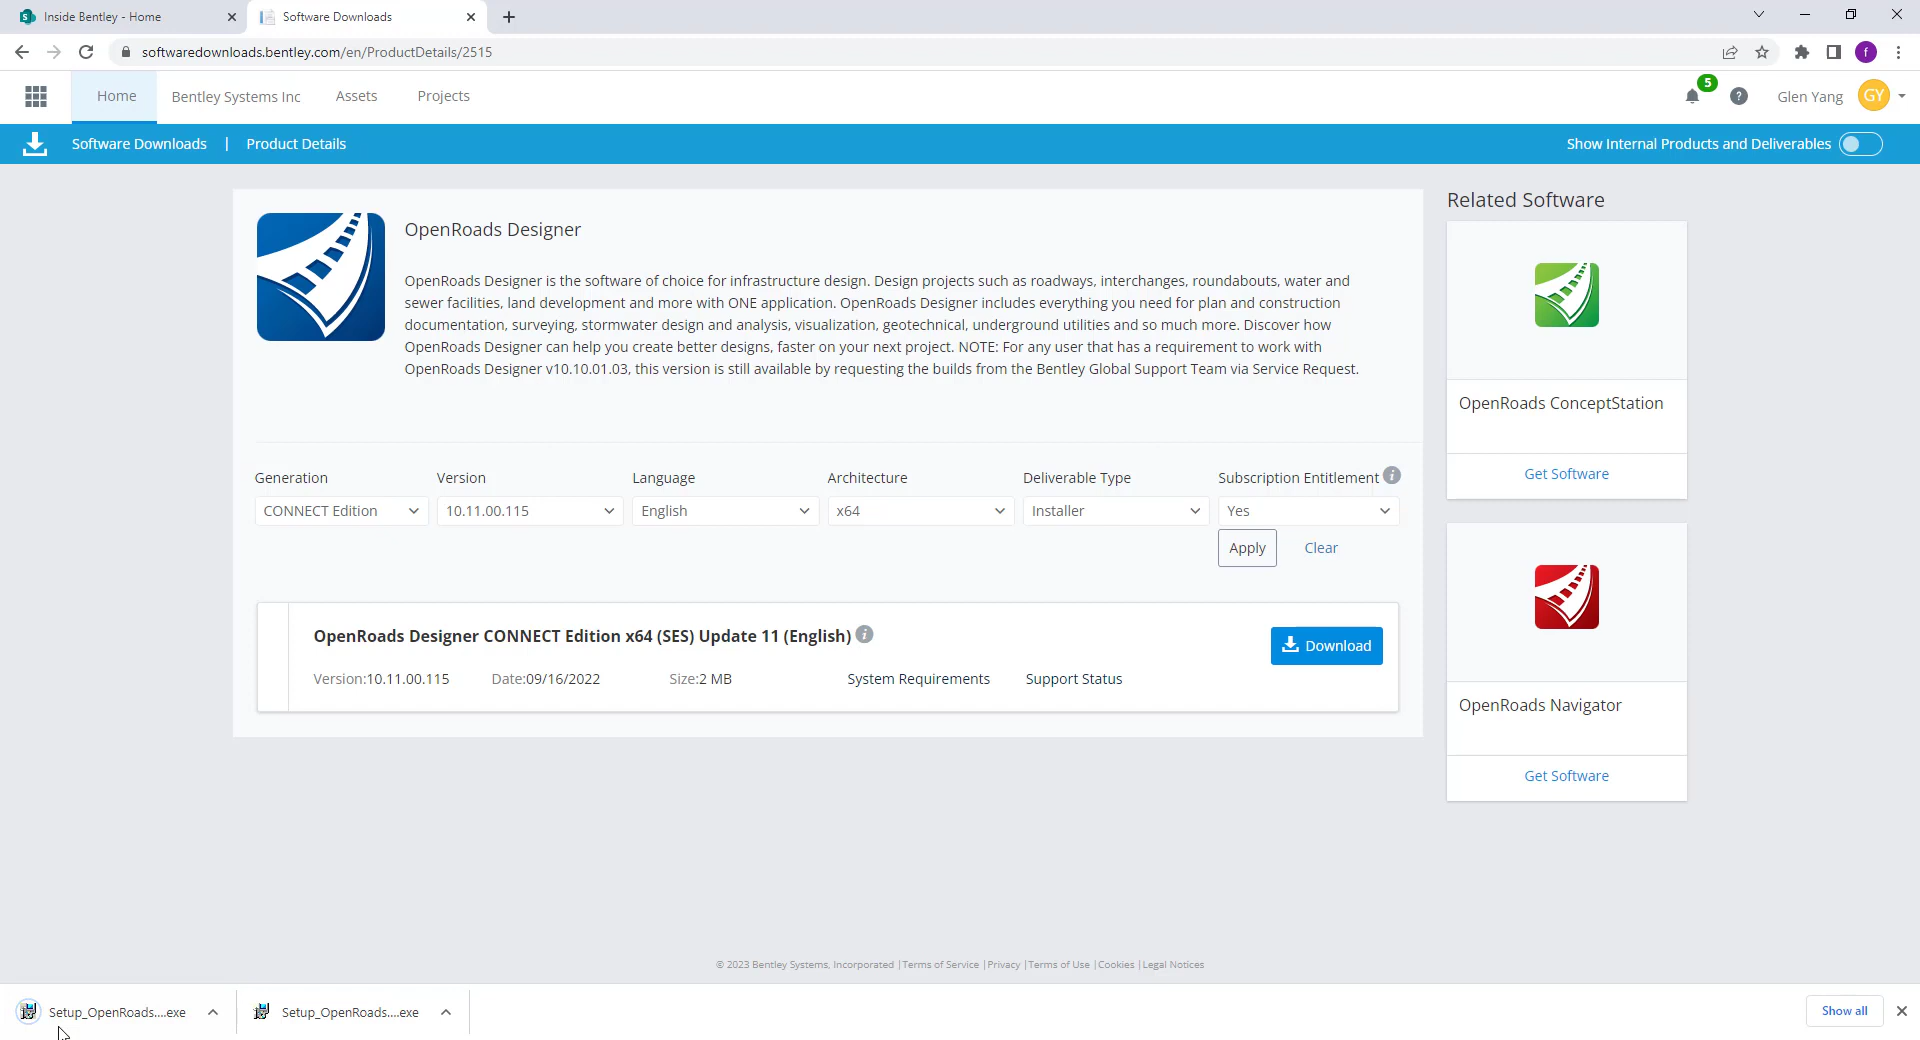 Inside Bentley - Home
Software Downloads
softwaredownloads.bentley.com/en/ProductDetails/2515
f
Home
Bentley Systems Inc
Assets
Projects
5
Glen Yang
GY
Software Downloads | Product Details
Show Internal Products and Deliverables
OpenRoads Designer
OpenRoads Designer is the software of choice for infrastructure design. Design projects such as roadways, interchanges, roundabouts, water and
sewer facilities, land development and more with ONE application. OpenRoads Designer includes everything you need for plan and construction
documentation, surveying, stormwater design and analysis, visualization, geotechnical, underground utilities and so much more. Discover how
OpenRoads Designer can help you create better designs, faster on your next project. NOTE: For any user that has a requirement to work with
OpenRoads Designer v10.10.01.03, this version is still available by requesting the builds from the Bentley Global Support Team via Service Request.
Generation
Version
Language
Architecture
Deliverable Type
Subscription Entitlement
CONNECT Edition
10.11.00.115
English
x64
Installer
Yes
Apply
Clear
OpenRoads Designer CONNECT Edition x64 (SES) Update 11 (English)
Download
Version:10.11.00.115
Date:09/16/2022
Size:2 MB
System Requirements
Support Status
Related Software
OpenRoads ConceptStation
Get Software
OpenRoads Navigator
Get Software
© 2023 Bentley Systems, Incorporated |Terms of Service |Privacy |Terms of Use |Cookies |Legal Notices
Setup_OpenRoads....exe
Setup_OpenRoads....exe
Show all